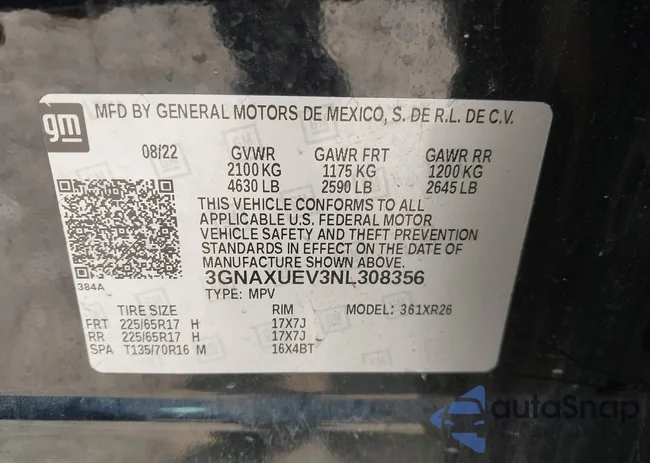 gm
MFD BY GENERAL MOTORS DE MEXICO, S. DE R.L. DE C.V.
08/22 GVWR GAWR FRT GAWR RR
2100 KG 1175 KG 1200 KG
4630 LB 2590 LB 2645 LB
THIS VEHICLE CONFORMS TO ALL
APPLICABLE U.S. FEDERAL MOTOR
VEHICLE SAFETY AND THEFT PREVENTION
STANDARDS IN EFFECT ON THE DATE OF
MANUFACTURE SHOWN ABOVE.
384A
3GNAXUEV3NL308356
TYPE: MPV
TIRE SIZE RIM MODEL: 361XR26
FRT 225/65R17 H 17X7J
RR 225/65R17 H 17X7J
SPA T135/70R16 M 16X4BT
autoSnap